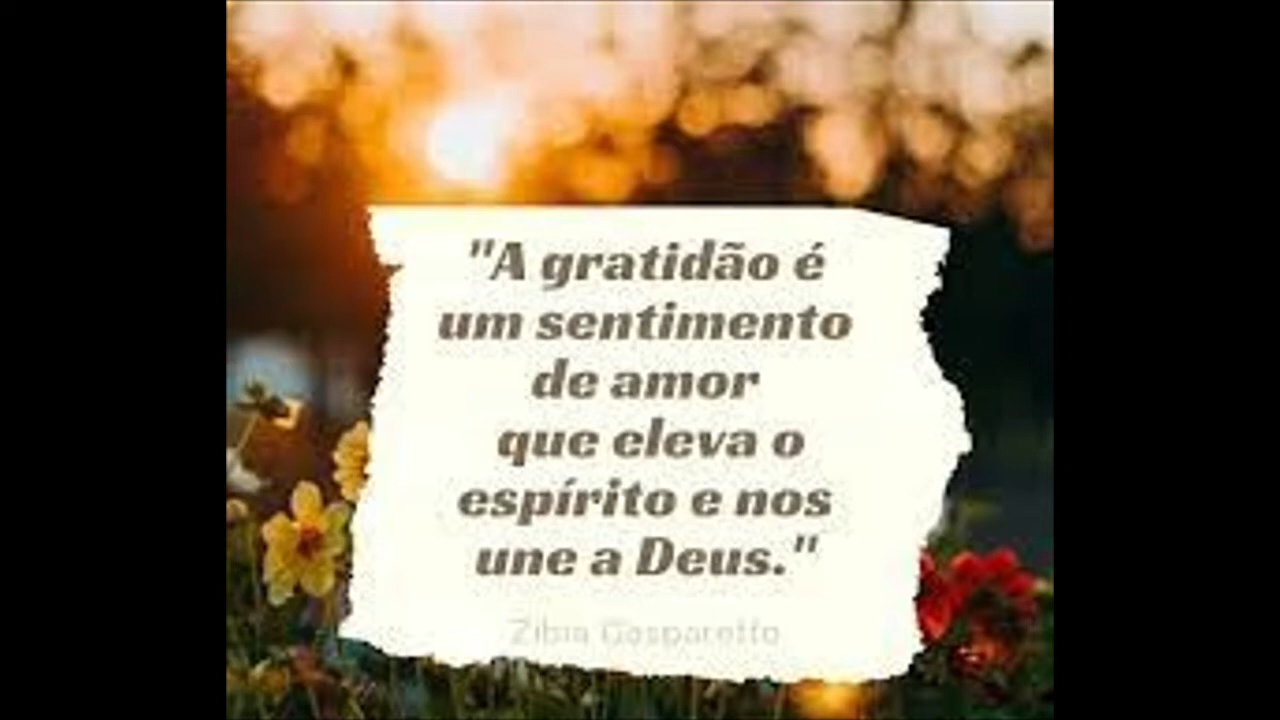 "A gratidão é
um sentimento
de amor
que eleva o
espírito e nos
une a Deus."
Zibia Gasparetto